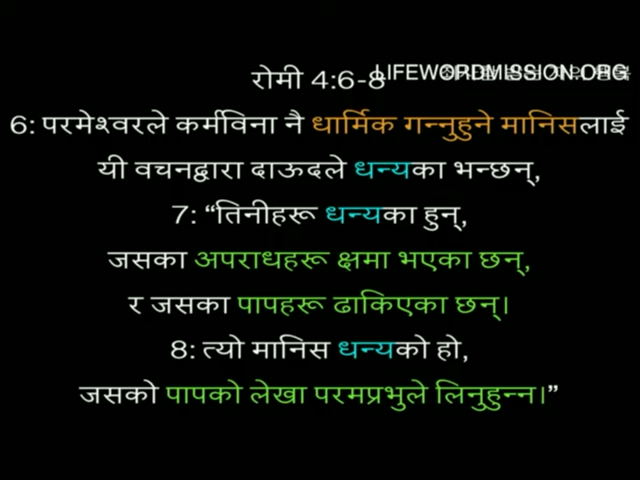 LIFEWORDMISSION.ORG
रोमी 4:6-8
6: परमेश्वरले कर्मविना नै धार्मिक गन्नुहुने मानिसलाई
यी वचनद्वारा दाऊदले धन्यका भन्छन्,
7: “तिनीहरू धन्यका हुन्,
जसका अपराधहरू क्षमा भएका छन्,
र जसका पापहरू ढाकिएका छन्।
8: त्यो मानिस धन्यको हो,
जसको पापको लेखा परमप्रभुले लिनुहुन्न।”